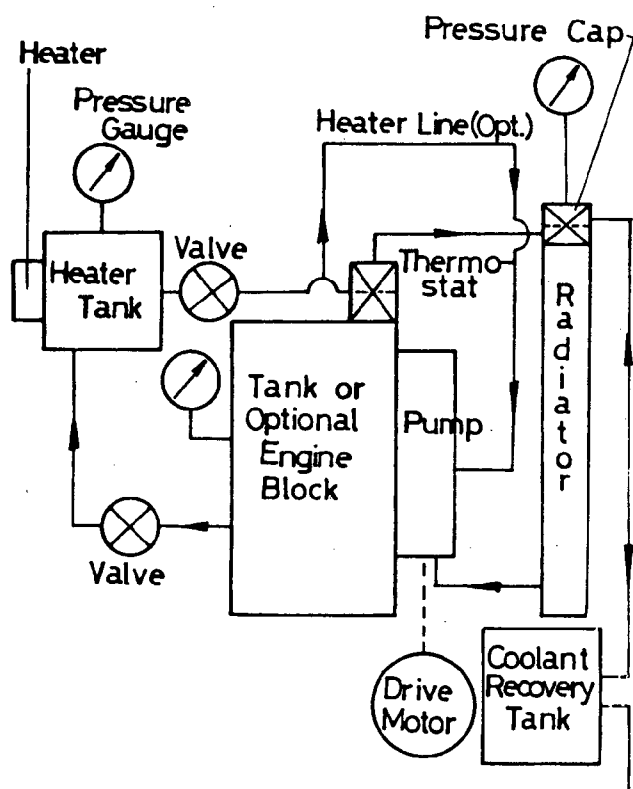 Pressure Cap
Heater
Pressure
Gauge
Heater Line(Opt.)
Valve
Heater
Tank
Thermo
stat
Radiator
Tank or
Optional
Engine
Block
Pump
Valve
Drive
Motor
Coolant
Recovery
Tank